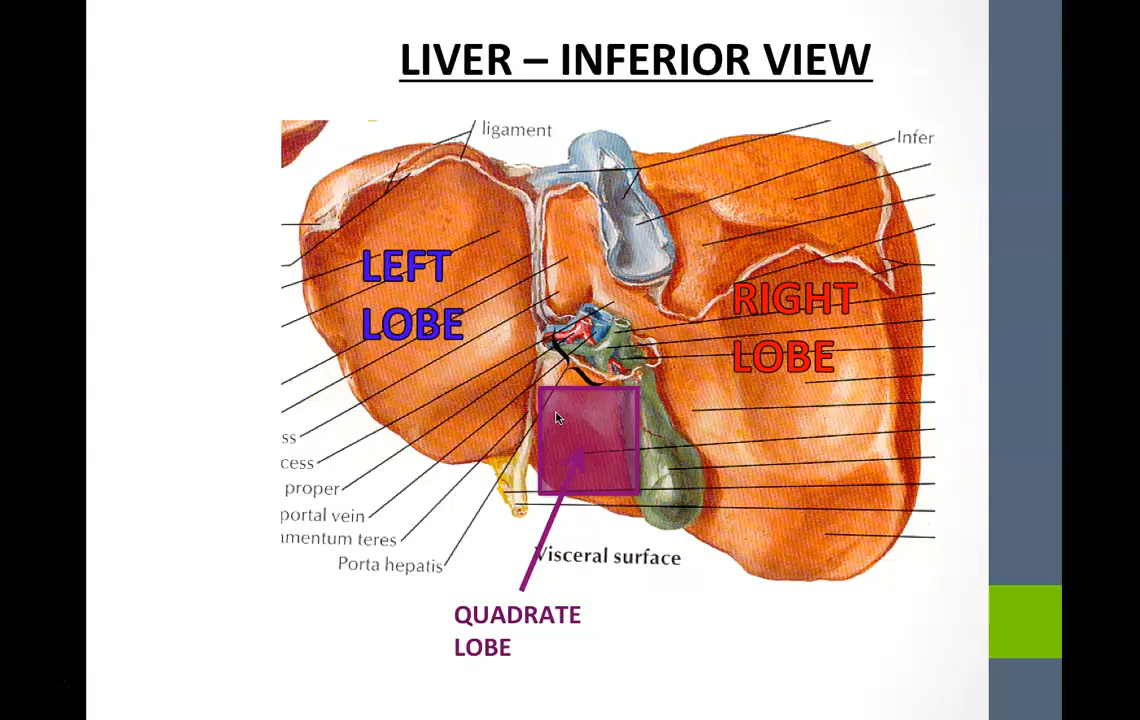 LIVER – INFERIOR VIEW
ligament
Infer
LEFT
LOBE
RIGHT
LOBE
ss
cess
proper
portal vein
amentum teres
Porta hepatis
Visceral surface
QUADRATE
LOBE